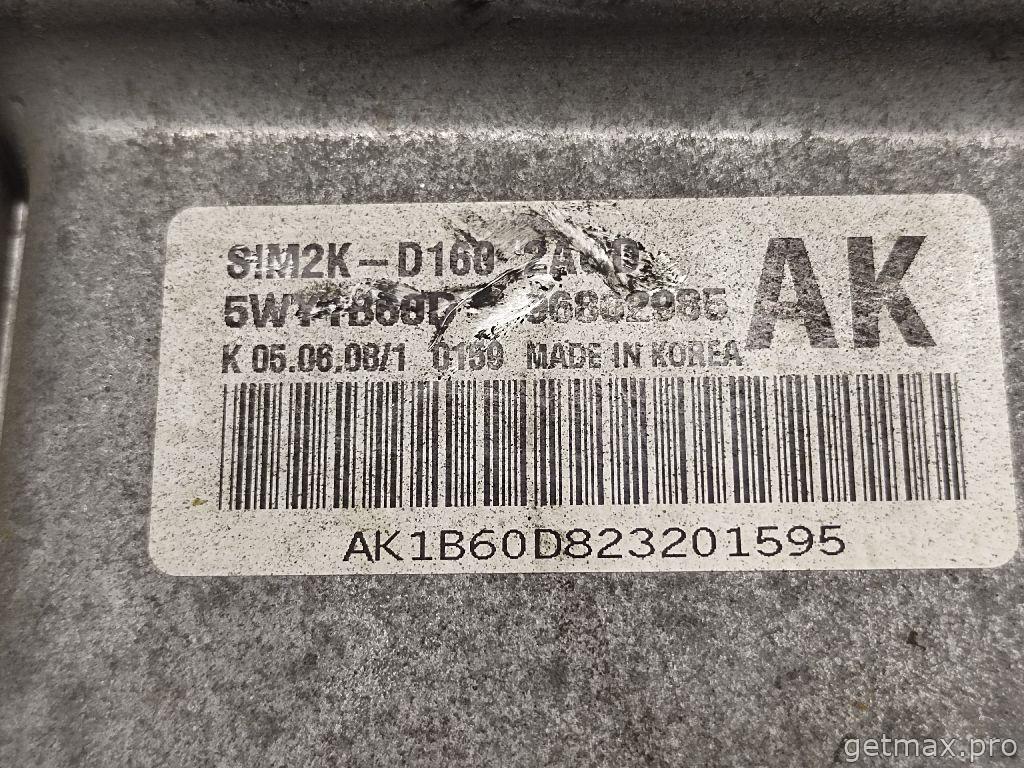 SIM2K-D160
AK
K 05.06.08/1 0159 MADE IN KOREA
AK1B60D823201595
getmax.pro